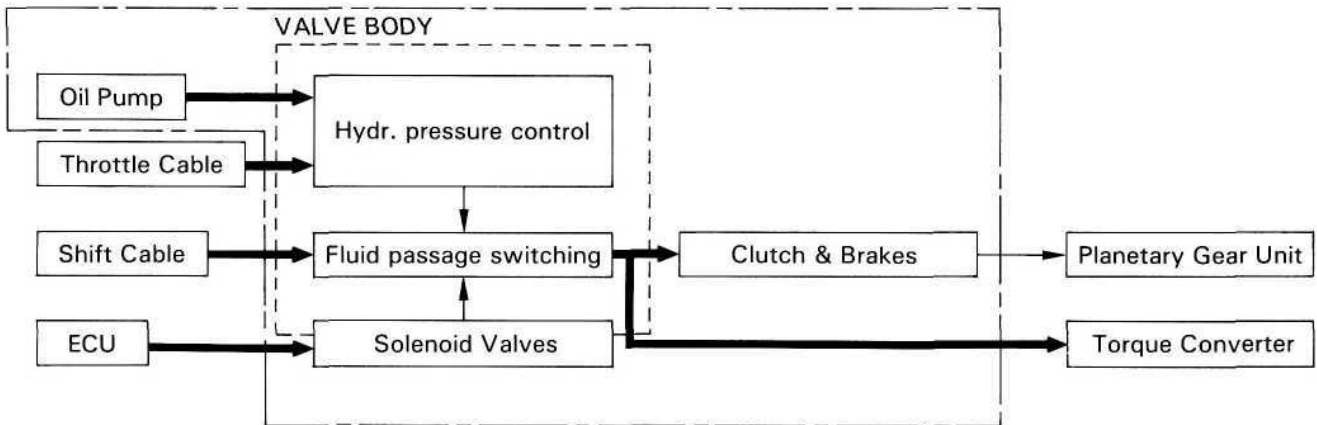 VALVE BODY
Oil Pump
Hydr. pressure control
Throttle Cable
Shift Cable
Fluid passage switching
Clutch & Brakes
Planetary Gear Unit
ECU
Solenoid Valves
Torque Converter